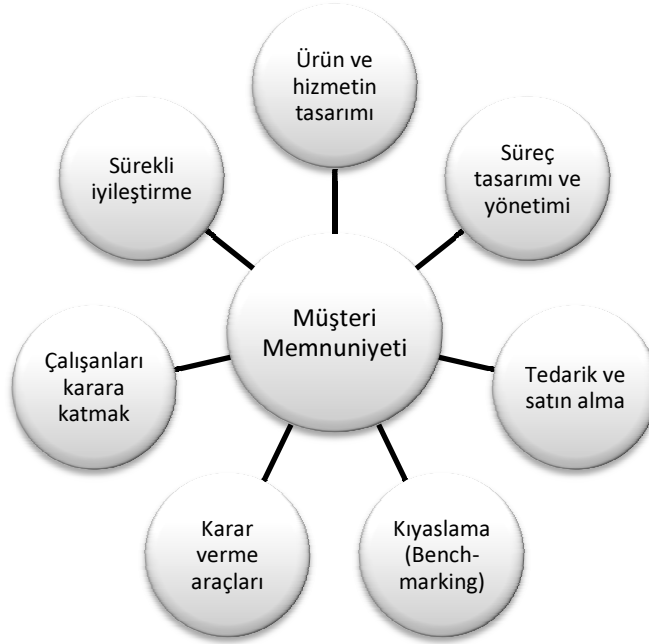 Ürün ve
hizmetin
tasarımı
Süreç
tasarımı ve
yönetimi
Tedarik ve
satın alma
Kıyaslama
(Bench-
marking)
Karar
verme
araçları
Çalışanları
karara
katmak
Sürekli
iyileştirme
Müşteri
Memnuniyeti